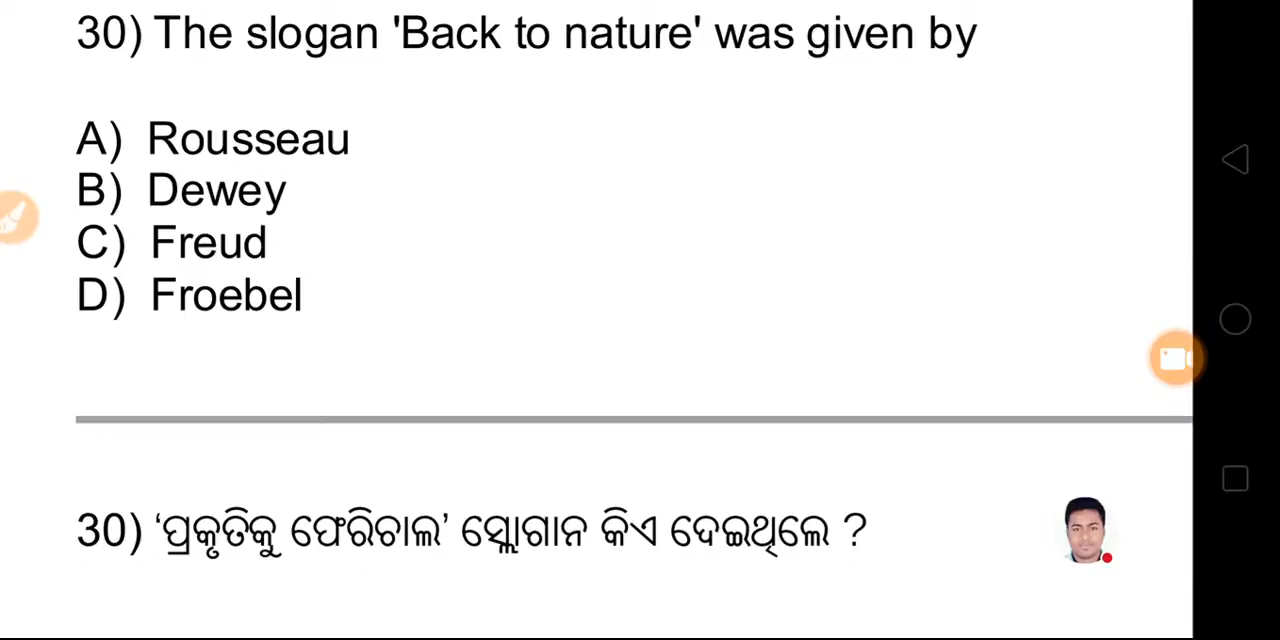 30) The slogan 'Back to nature' was given by
A) Rousseau
B) Dewey
C) Freud
D) Froebel
30) ‘ପ୍ରକୃତିକୁ ଫେରିଚାଲ’ ସ୍ଲୋଗାନ କିଏ ଦେଇଥିଲେ ?